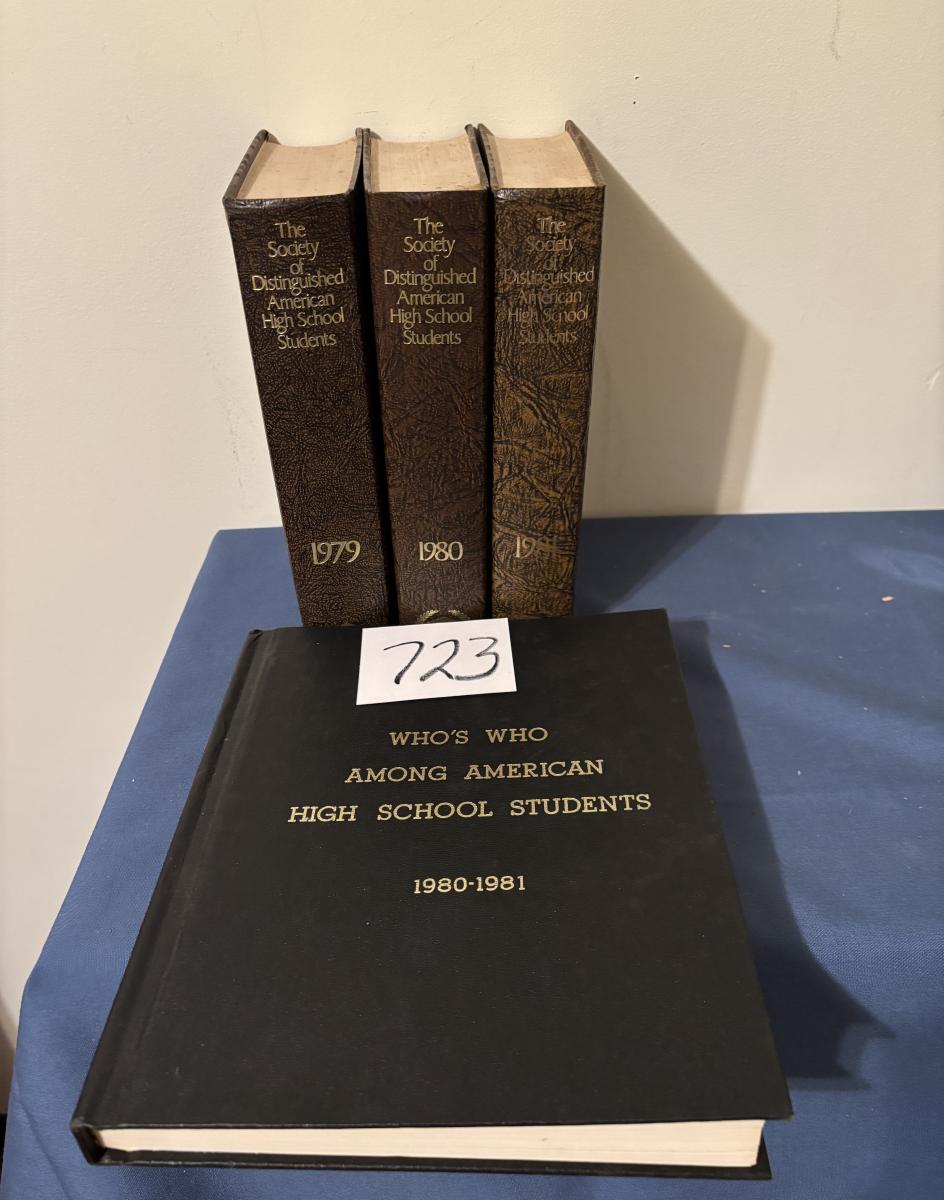 The
Society
of
Distinguished
American
High School
Students
1979
The
Society
of
Distinguished
American
High School
Students
1980
The
Society
of
Distinguished
American
High School
Students
1981
723
WHO'S WHO
AMONG AMERICAN
HIGH SCHOOL STUDENTS
1980-1981